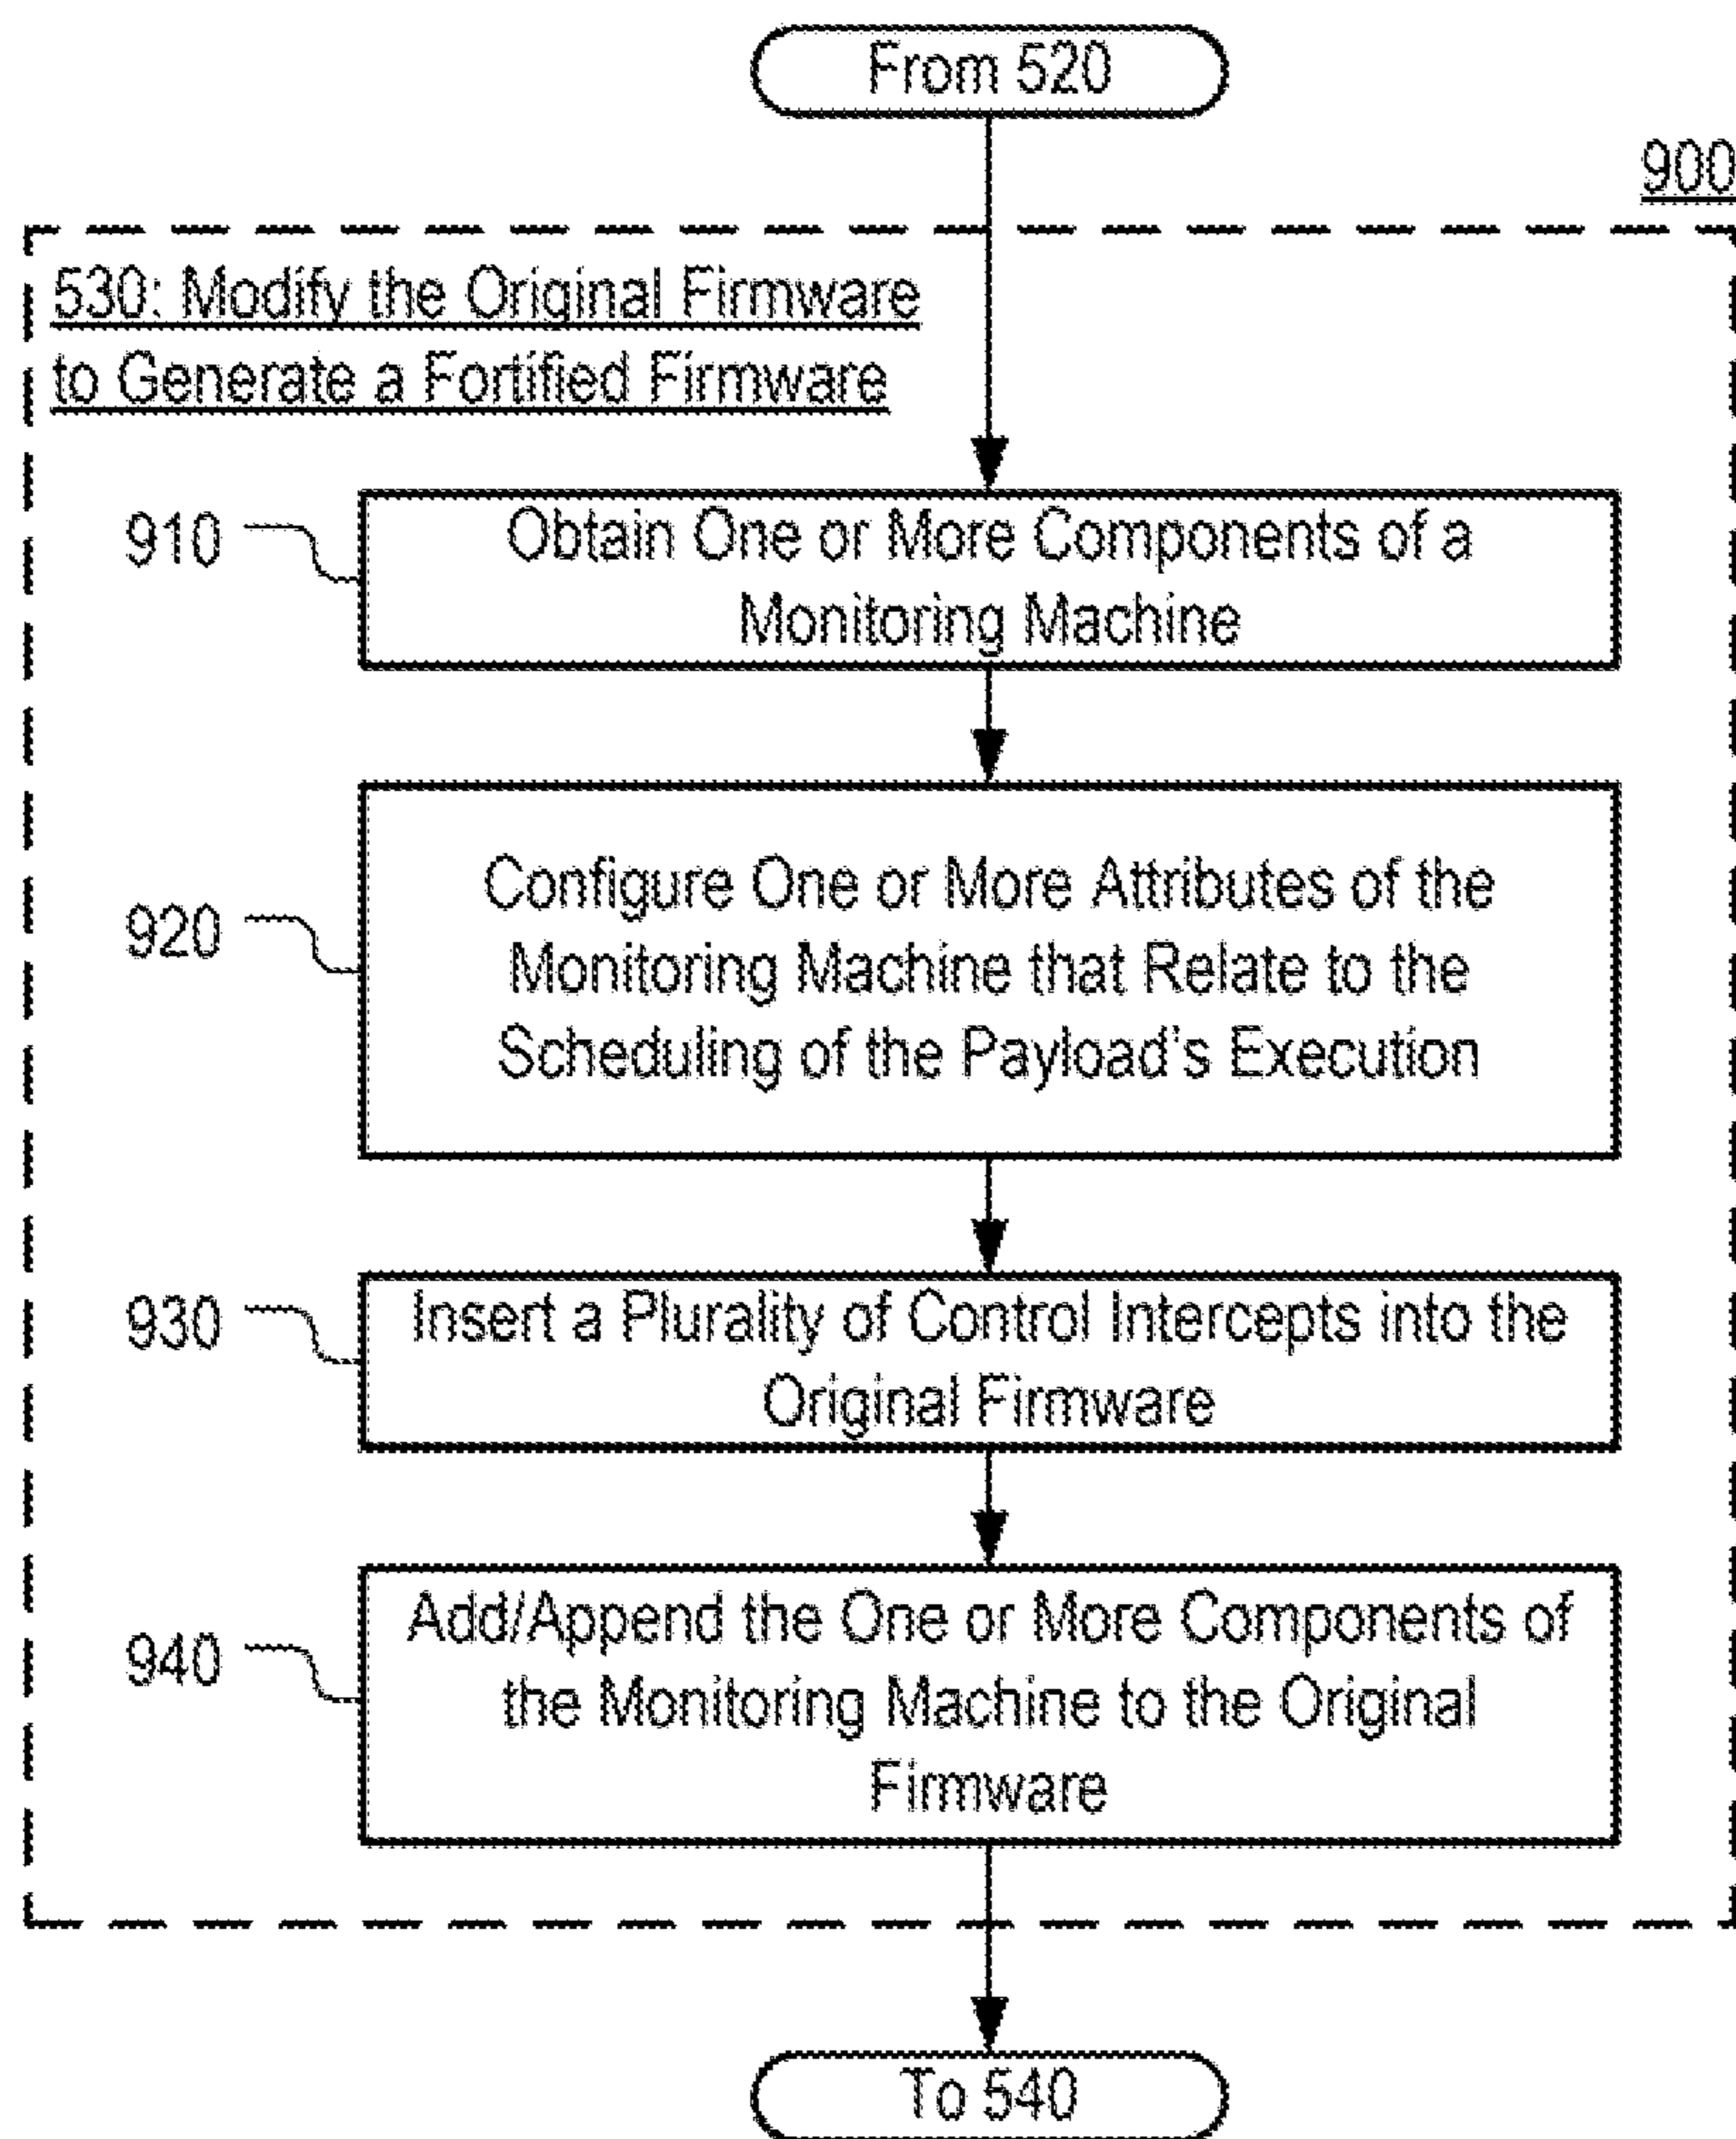 From 520
900
530: Modify the Original Firmware
to Generate a Fortified Firmware
910
Obtain One or More Components of a
Monitoring Machine
920
Configure One or More Attributes of the
Monitoring Machine that Relate to the
Scheduling of the Payload's Execution
930
Insert a Plurality of Control Intercepts into the
Original Firmware
940
Add/Append the One or More Components of
the Monitoring Machine to the Original
Firmware
To 540